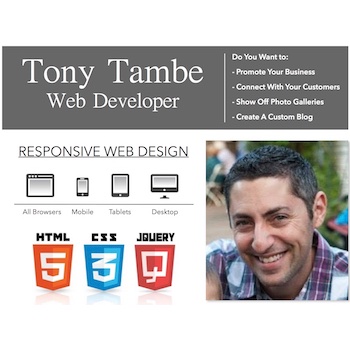 Tony Tambe
Web Developer
Do You Want to:
- Promote Your Business
- Connect With Your Customers
- Show Off Photo Galleries
- Create A Custom Blog
RESPONSIVE WEB DESIGN
All Browsers Mobile Tablets Desktop
HTML CSS JQUERY
5 3 Q